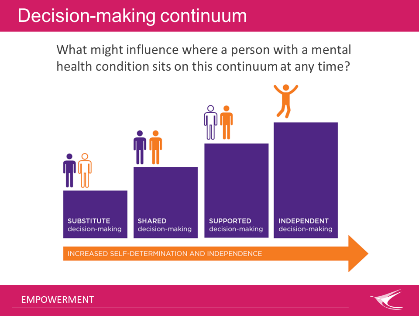 Decision-making continuum
What might influence where a person with a mental
health condition sits on this continuum at any time?
SUBSTITUTE
decision-making
SHARED
decision-making
SUPPORTED
decision-making
INDEPENDENT
decision-making
INCREASED SELF-DETERMINATION AND INDEPENDENCE
EMPOWERMENT